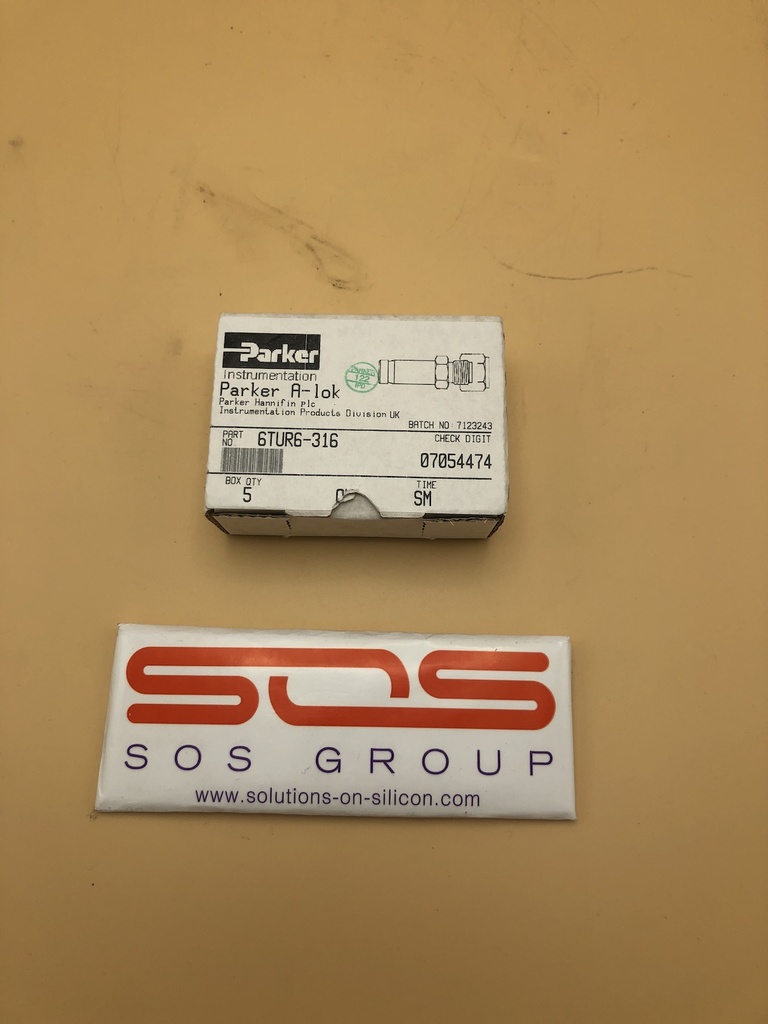 Parker
Instrumentation
Parker A-lok
Parker Hannifin plc
Instrumentation Products Division UK
122
BATCH NO 7123243
PART NO. 6TUR6-316
CHECK DIGIT
07054474
BOX QTY
5
TIME
SM
SOS
SOS GROUP
www.solutions-on-silicon.com